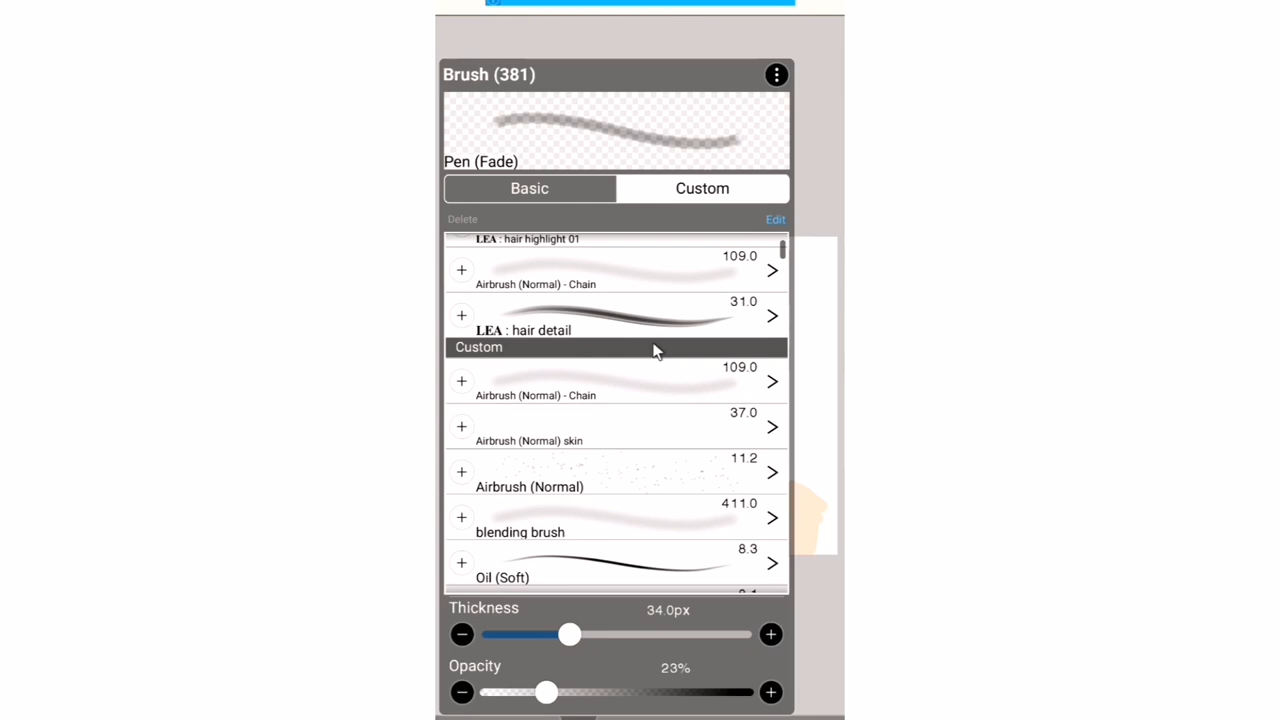 Brush (381)
Pen (Fade)
Basic
Custom
Delete
Edit
LEA : hair highlight 01
109.0
Airbrush (Normal) - Chain
31.0
LEA : hair detail
Custom
109.0
Airbrush (Normal) - Chain
37.0
Airbrush (Normal) skin
11.2
Airbrush (Normal)
411.0
blending brush
8.3
Oil (Soft)
Thickness
34.0px
Opacity
23%